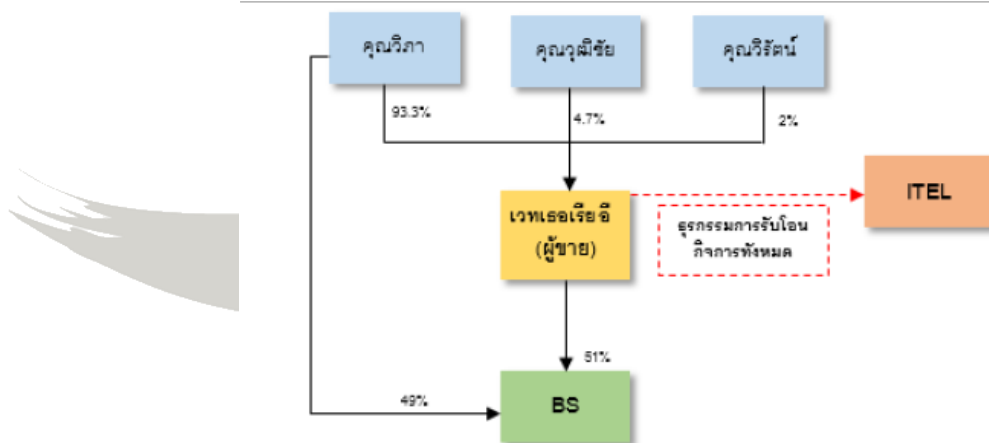 คุณวิภา
คุณวุฒิชัย
คุณวิรัตน์
93.3%
4.7%
2%
เวทเธอเรีย อี
(ผู้ขาย)
ITEL
ธุรกรรมการรับโอน
กิจการทั้งหมด
51%
49%
BS